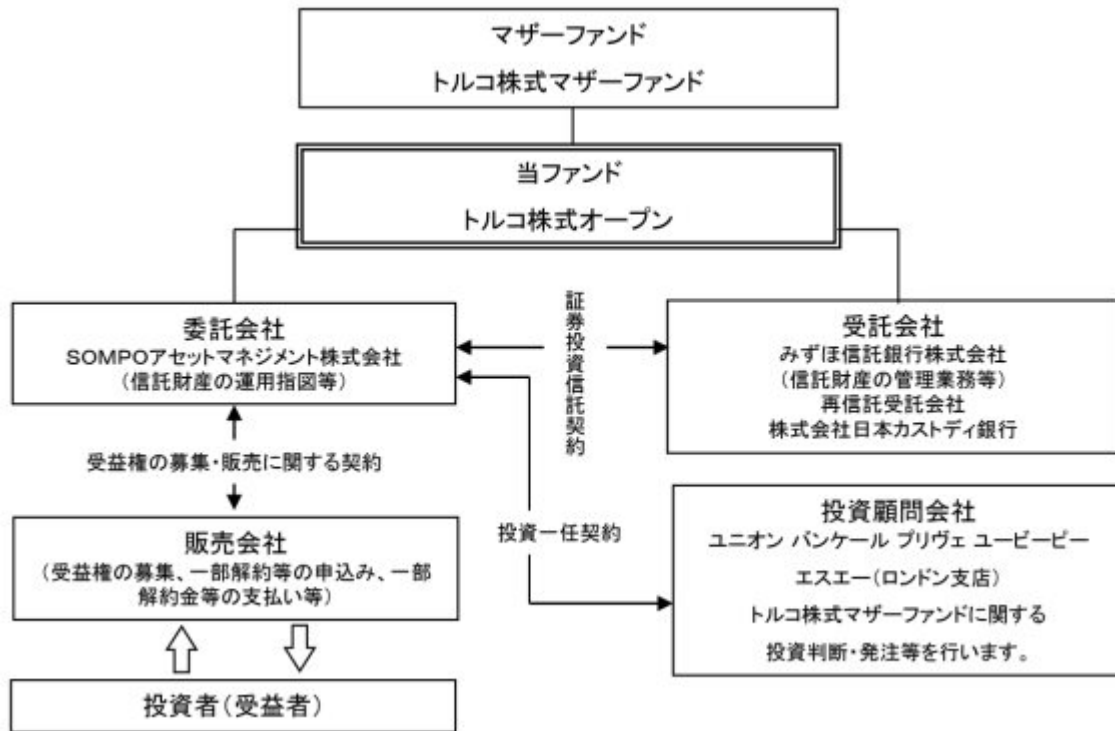 マザーファンド
トルコ株式マザーファンド
当ファンド
トルコ株式オープン
委託会社
SOMPOアセットマネジメント株式会社
(信託財産の運用指図等)
証券投資信託契約
受託会社
みずほ信託銀行株式会社
(信託財産の管理業務等)
再信託受託会社
株式会社日本カストディ銀行
受益権の募集・販売に関する契約
投資一任契約
販売会社
(受益権の募集、一部解約等の申込み、一部
解約金等の支払い等)
投資顧問会社
ユニオン バンケール プリヴェ ユービーピー
エスエー(ロンドン支店)
トルコ株式マザーファンドに関する
投資判断・発注等を行います。
投資者(受益者)